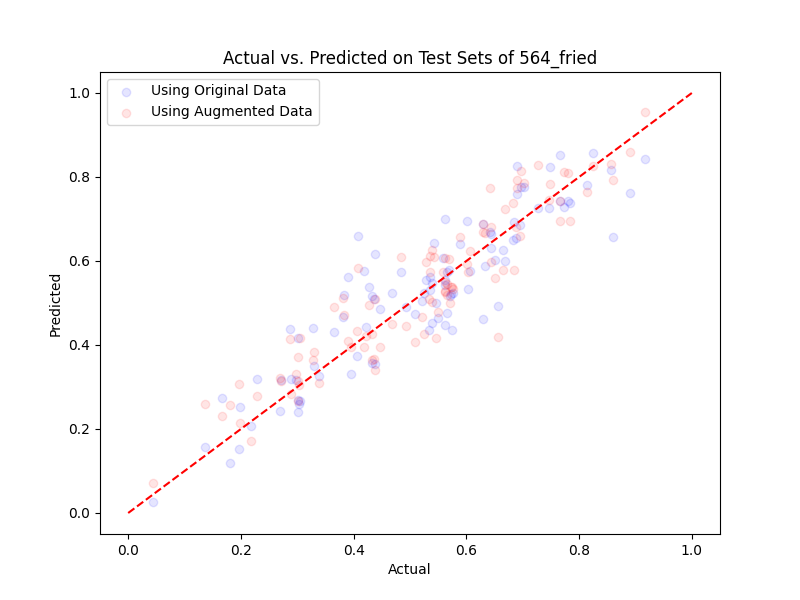 Actual vs. Predicted on Test Sets of 564_fried
Using Original Data
Using Augmented Data
1.0
0.8
0.6
0.4
0.2
0.0
Predicted
0.0 0.2 0.4 0.6 0.8 1.0
Actual